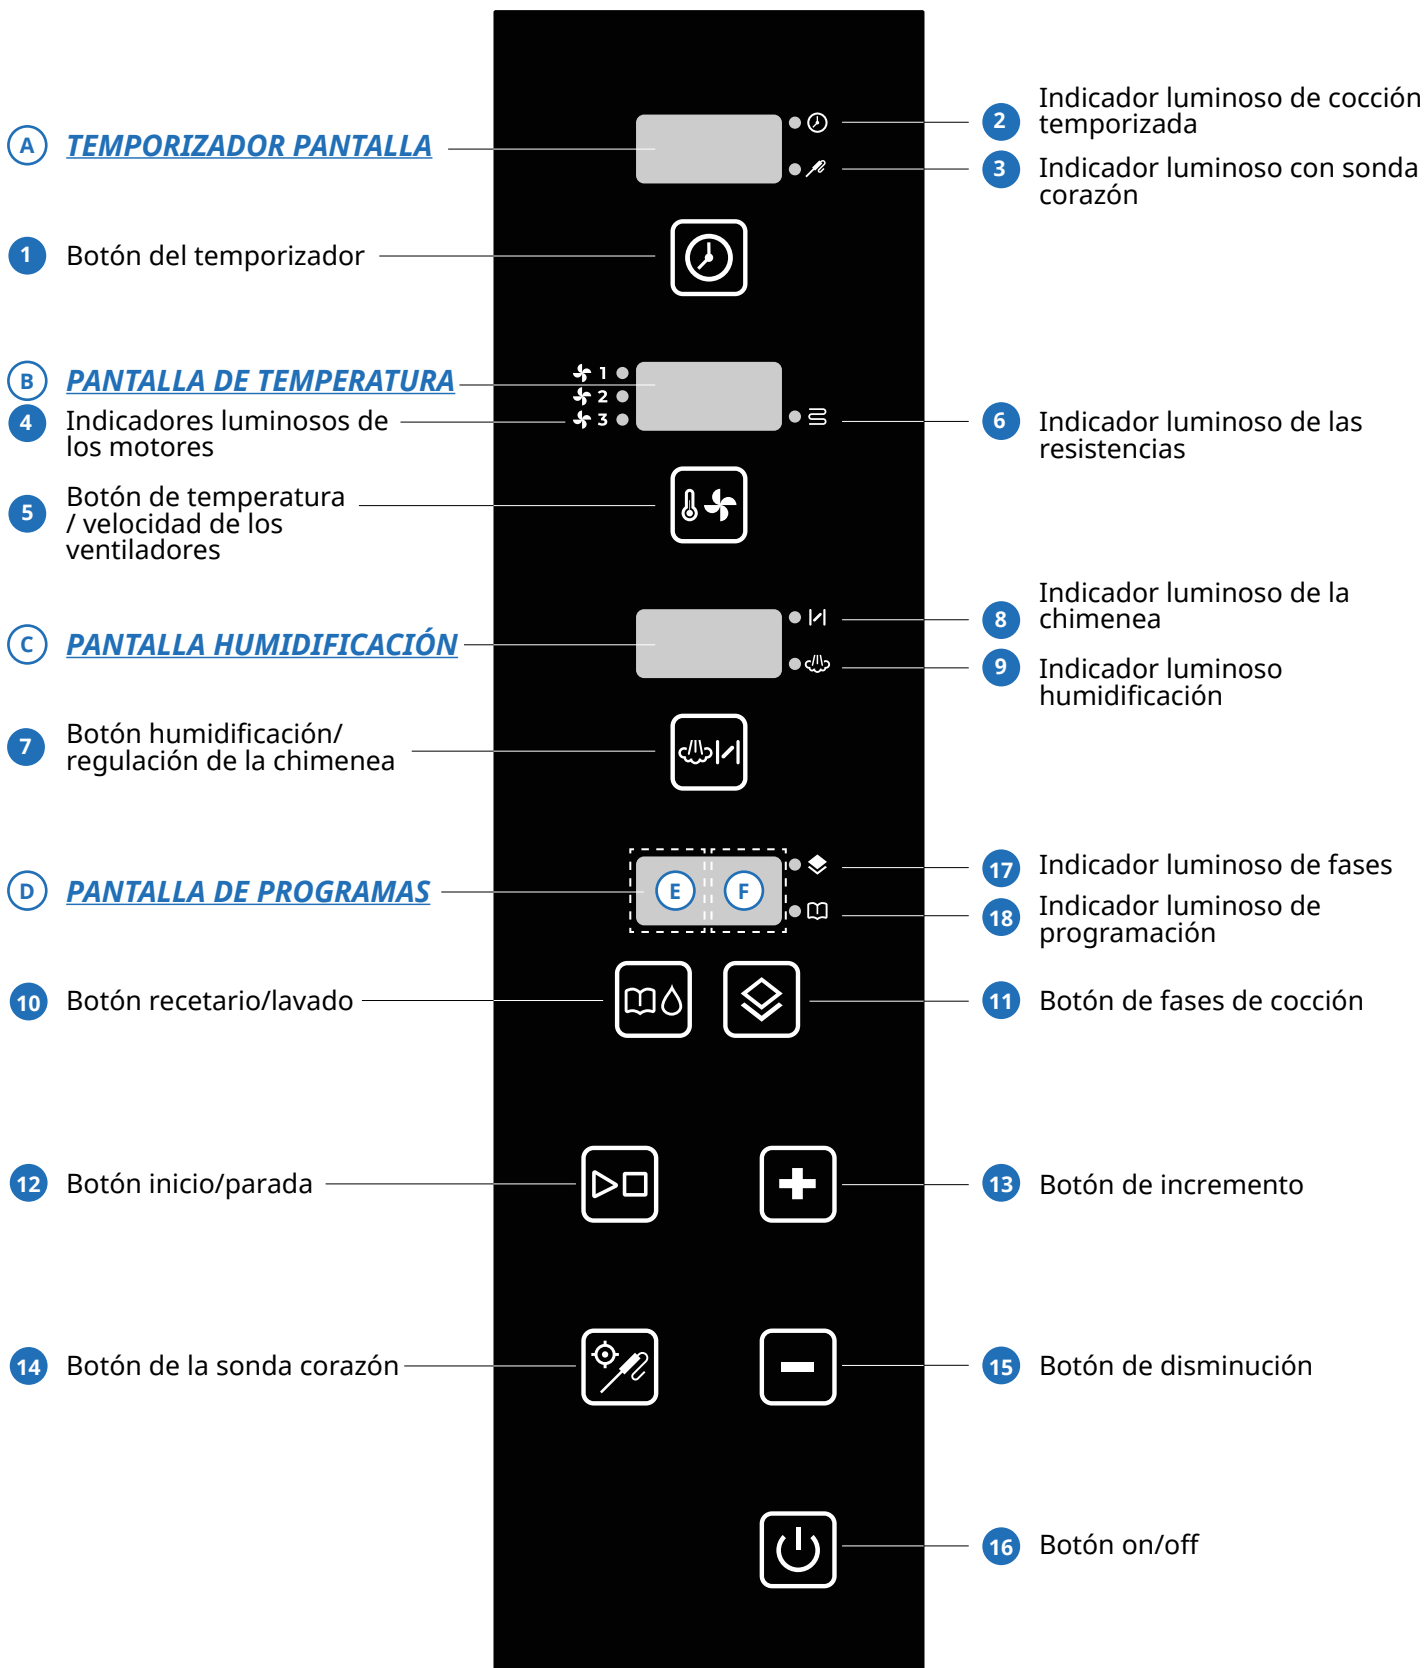 A TEMPORIZADOR PANTALLA
2 Indicador luminoso de cocción
temporizada
3 Indicador luminoso con sonda
corazón
1 Botón del temporizador
B PANTALLA DE TEMPERATURA
1
2
3
4 Indicadores luminosos de
los motores
6 Indicador luminoso de las
resistencias
5 Botón de temperatura
/ velocidad de los
ventiladores
8 Indicador luminoso de la
chimenea
C PANTALLA HUMIDIFICACIÓN
9 Indicador luminoso
humidificación
7 Botón humidificación/
regulación de la chimenea
D PANTALLA DE PROGRAMAS
E F
17 Indicador luminoso de fases
18 Indicador luminoso de
programación
10 Botón recetario/lavado
11 Botón de fases de cocción
12 Botón inicio/parada
13 Botón de incremento
14 Botón de la sonda corazón
15 Botón de disminución
16 Botón on/off